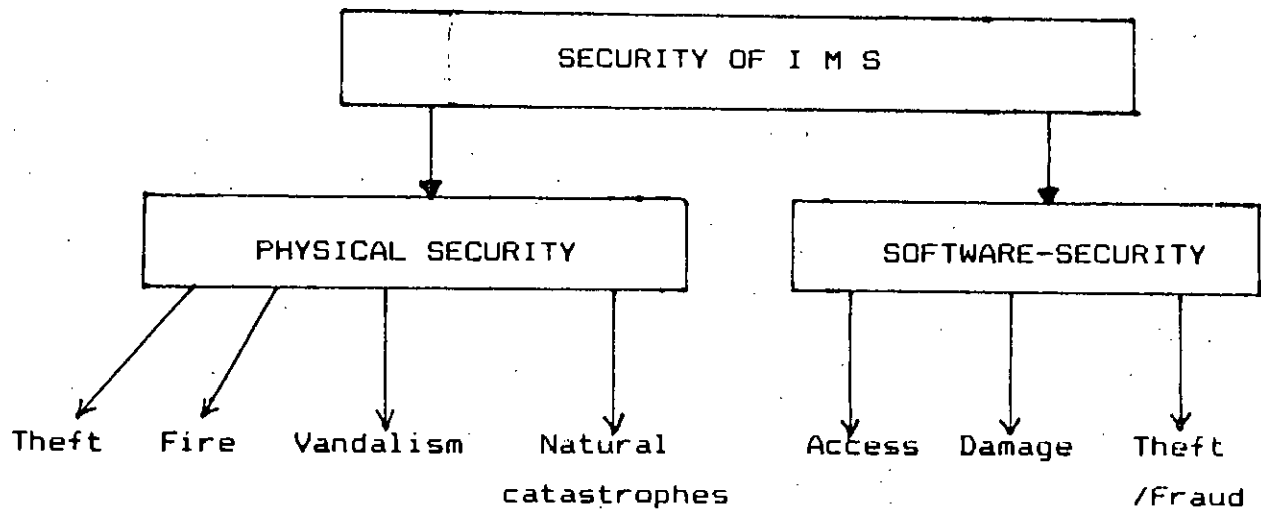 SECURITY OF I M S
PHYSICAL SECURITY
SOFTWARE-SECURITY
Theft Fire Vandalism Natural catastrophes
Access Damage Theft /Fraud